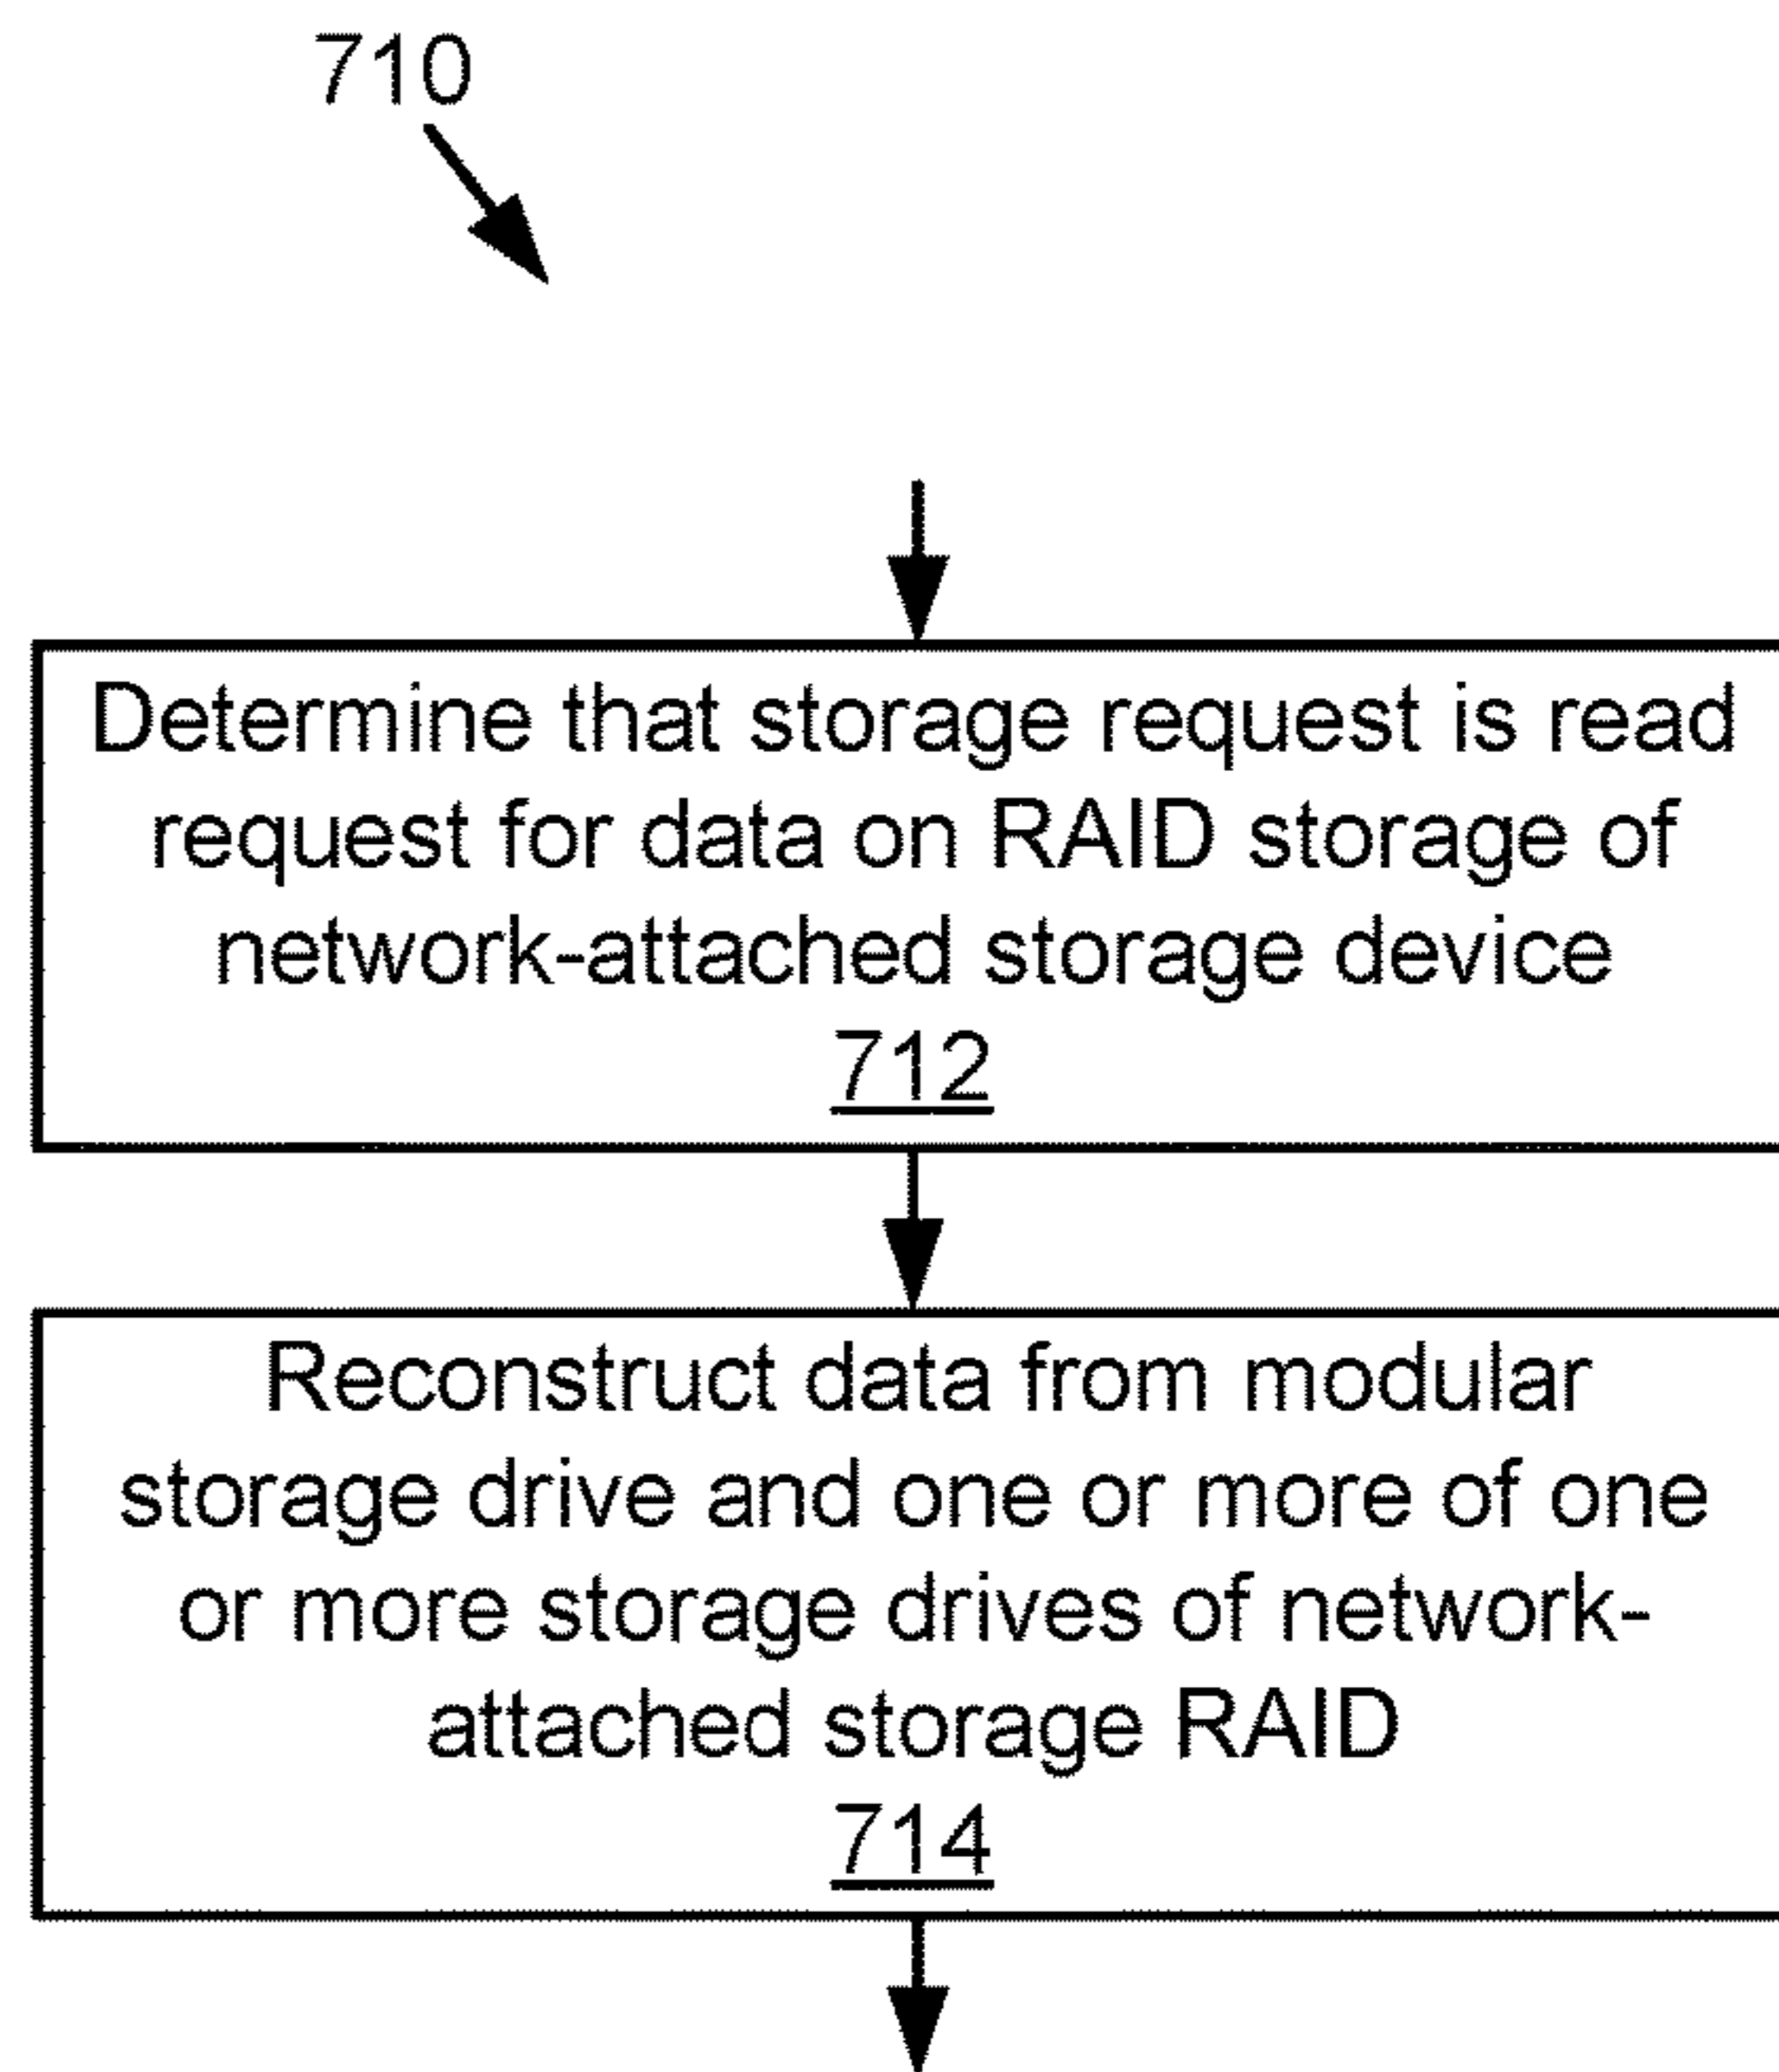 710
Determine that storage request is read
request for data on RAID storage of
network-attached storage device
712
Reconstruct data from modular
storage drive and one or more of one
or more storage drives of network-
attached storage RAID
714